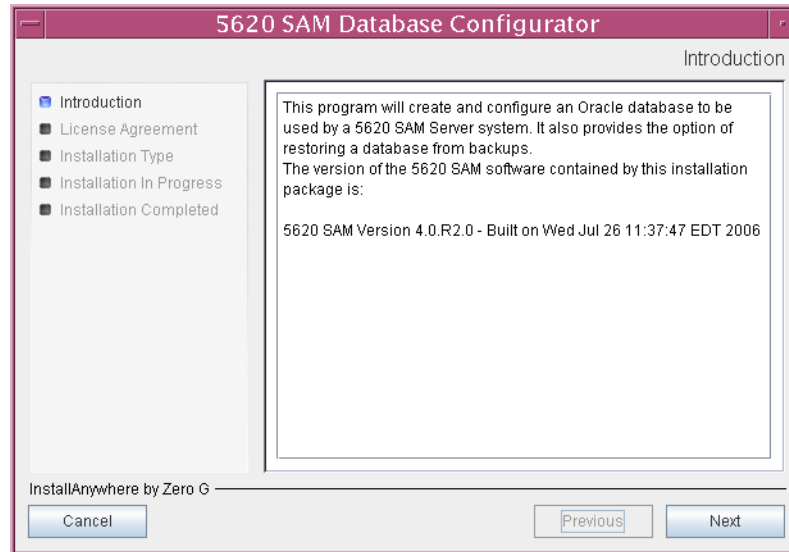 5620 SAM Database Configurator
Introduction
Introduction
License Agreement
Installation Type
Installation In Progress
Installation Completed
This program will create and configure an Oracle database to be
used by a 5620 SAM Server system. It also provides the option of
restoring a database from backups.
The version of the 5620 SAM software contained by this installation
package is:
5620 SAM Version 4.0.R2.0 - Built on Wed Jul 26 11:37:47 EDT 2006
InstallAnywhere by Zero G
Cancel
Previous
Next